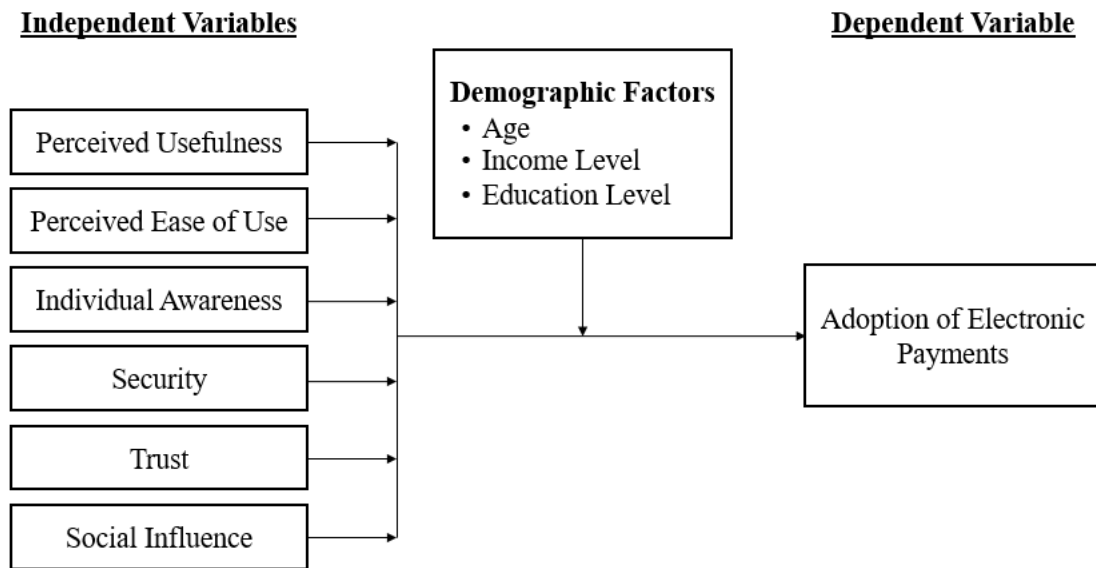 Independent Variables
Dependent Variable
Demographic Factors
• Age
• Income Level
• Education Level
Perceived Usefulness
Perceived Ease of Use
Individual Awareness
Security
Trust
Social Influence
Adoption of Electronic
Payments